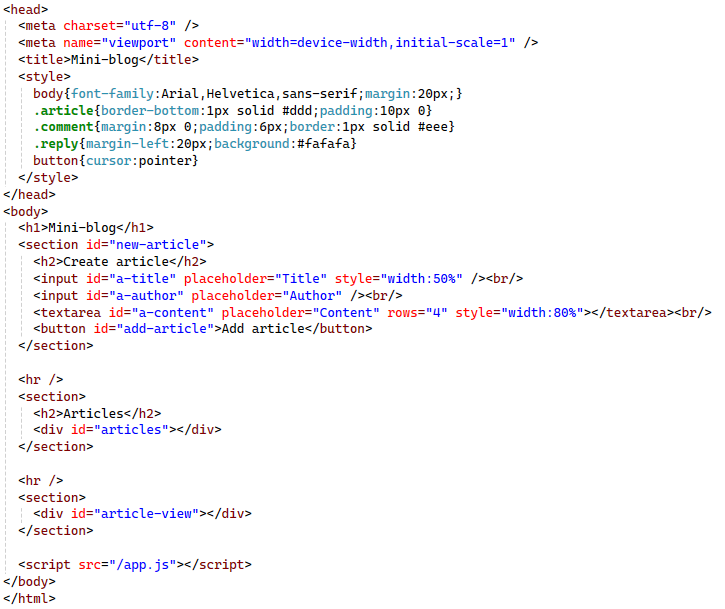 <head>
<meta charset="utf-8" />
<meta name="viewport" content="width=device-width,initial-scale=1" />
<title>Mini-blog</title>
<style>
body{font-family:Arial,Helvetica,sans-serif;margin:20px;}
.article{border-bottom:1px solid #ddd;padding:10px 0}
.comment{margin:8px 0;padding:6px;border:1px solid #eee}
.reply{margin-left:20px;background:#fafafa}
button{cursor:pointer}
</style>
</head>
<body>
<h1>Mini-blog</h1>
<section id="new-article">
<h2>Create article</h2>
<input id="a-title" placeholder="Title" style="width:50%" /><br/>
<input id="a-author" placeholder="Author" /><br/>
<textarea id="a-content" placeholder="Content" rows="4" style="width:80%"></textarea><br/>
<button id="add-article">Add article</button>
</section>
<hr />
<section>
<h2>Articles</h2>
<div id="articles"></div>
</section>
<hr />
<section>
<div id="article-view"></div>
</section>
<script src="/app.js"></script>
</body>
</html>